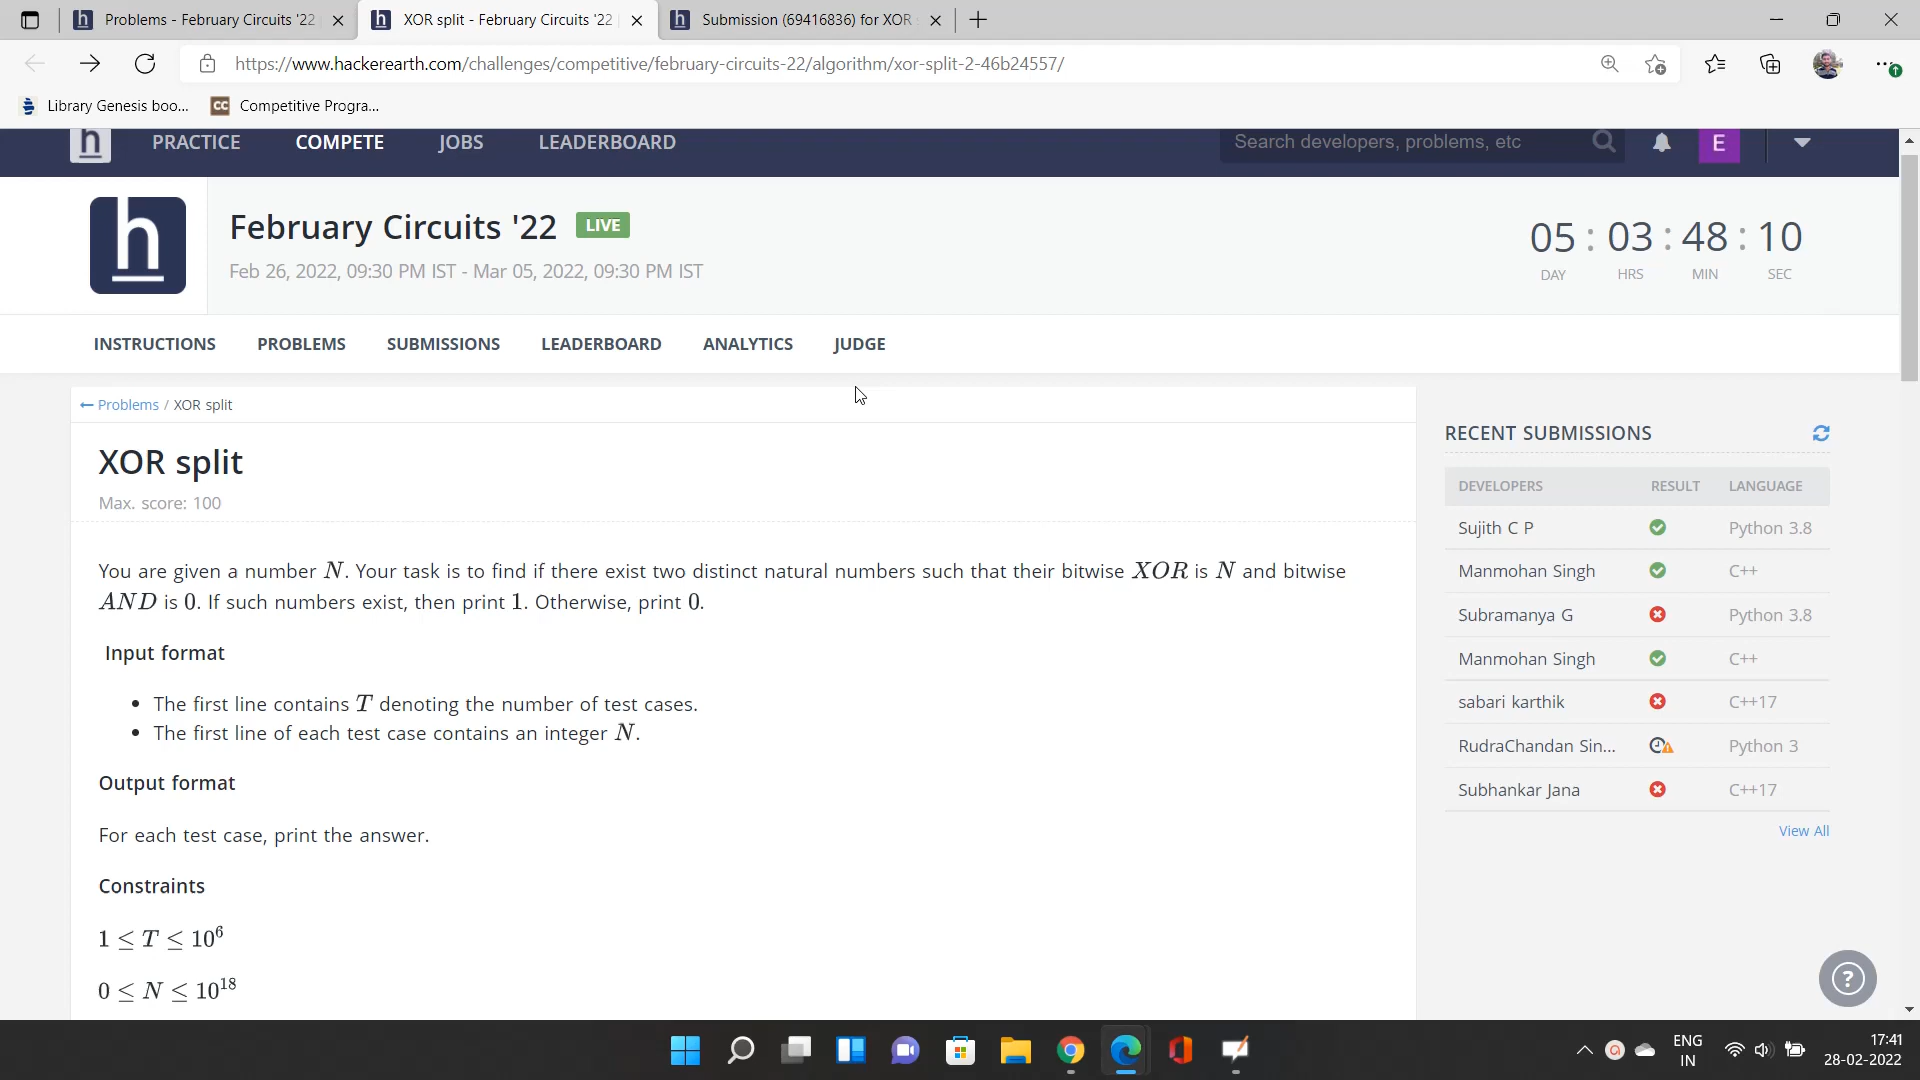 Problems - February Circuits '22
XOR split - February Circuits '22
Submission (69416836) for XOR
https://www.hackerearth.com/challenges/competitive/february-circuits-22/algorithm/xor-split-2-46b24557/
Library Genesis boo...
CC Competitive Progra...
h PRACTICE COMPETE JOBS LEADERBOARD
Search developers, problems, etc
E
h
February Circuits '22 LIVE
Feb 26, 2022, 09:30 PM IST - Mar 05, 2022, 09:30 PM IST
05 : 03 : 48 : 10
DAY HRS MIN SEC
INSTRUCTIONS PROBLEMS SUBMISSIONS LEADERBOARD ANALYTICS JUDGE
← Problems / XOR split
XOR split
Max. score: 100
You are given a number N. Your task is to find if there exist two distinct natural numbers such that their bitwise XOR is N and bitwise
AND is 0. If such numbers exist, then print 1. Otherwise, print 0.
Input format
• The first line contains T denoting the number of test cases.
• The first line of each test case contains an integer N.
Output format
For each test case, print the answer.
Constraints
1 ≤ T ≤ 10⁶
0 ≤ N ≤ 10¹⁸
RECENT SUBMISSIONS
DEVELOPERS RESULT LANGUAGE
Sujith C P Python 3.8
Manmohan Singh C++
Subramanya G Python 3.8
Manmohan Singh C++
sabari karthik C++17
RudraChandan Sin... Python 3
Subhankar Jana C++17
View All
?
ENG
IN
17:41
28-02-2022